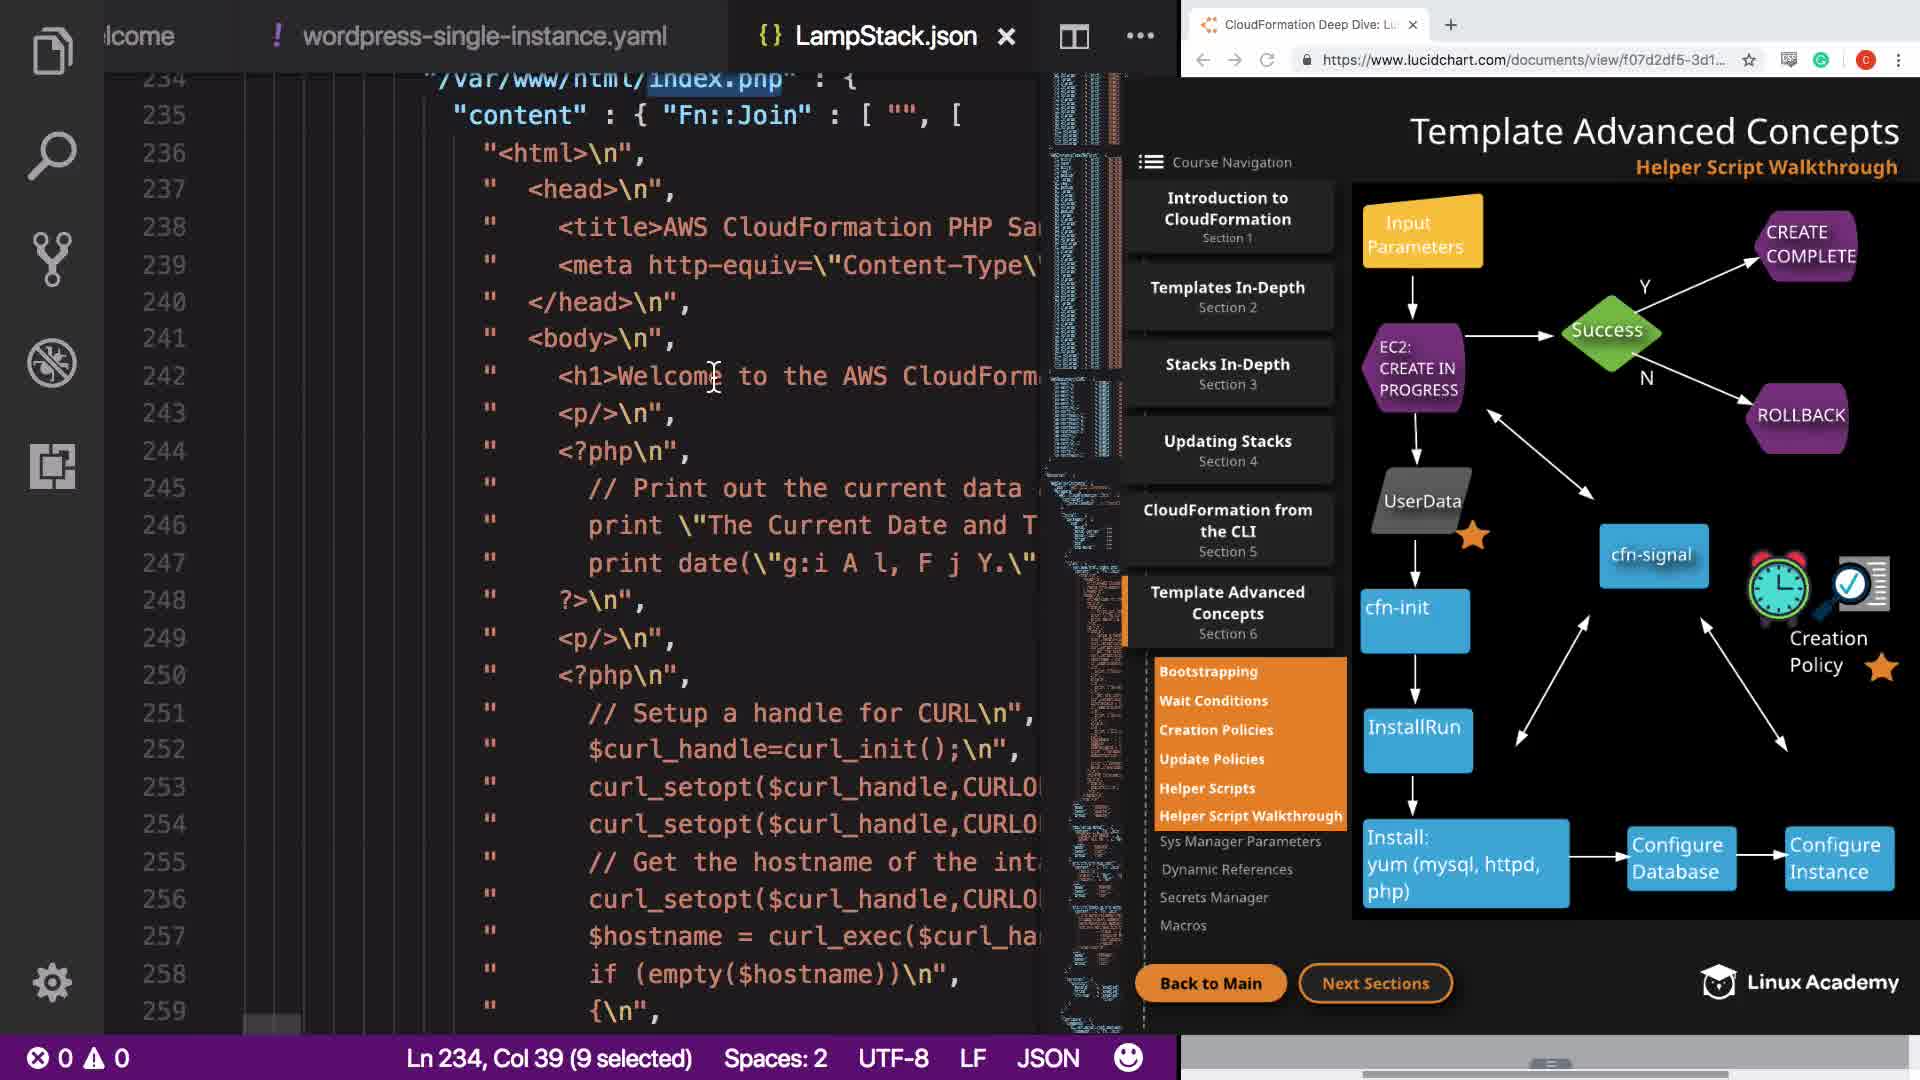 lcome
! wordpress-single-instance.yaml
{} LampStack.json
234 "/var/www/html/index.php" : {
235 "content" : { "Fn::Join" : [ "", [
236 "<html>\n",
237 " <head>\n",
238 " <title>AWS CloudFormation PHP Sa
239 " <meta http-equiv=\"Content-Type\
240 " </head>\n",
241 " <body>\n",
242 " <h1>Welcome to the AWS CloudForm
243 " <p/>\n",
244 " <?php\n",
245 " // Print out the current data
246 " print \"The Current Date and T
247 " print date(\"g:i A l, F j Y.\"
248 " ?>\n",
249 " <p/>\n",
250 " <?php\n",
251 " // Setup a handle for CURL\n",
252 " $curl_handle=curl_init();\n",
253 " curl_setopt($curl_handle,CURLO
254 " curl_setopt($curl_handle,CURLO
255 " // Get the hostname of the int
256 " curl_setopt($curl_handle,CURLO
257 " $hostname = curl_exec($curl_ha
258 " if (empty($hostname))\n",
259 " {\n",
0 0
Ln 234, Col 39 (9 selected)
Spaces: 2
UTF-8
LF
JSON
CloudFormation Deep Dive: Lu
https://www.lucidchart.com/documents/view/f07d2df5-3d1...
C
Template Advanced Concepts
Helper Script Walkthrough
Course Navigation
Introduction to
CloudFormation
Section 1
Templates In-Depth
Section 2
Stacks In-Depth
Section 3
Updating Stacks
Section 4
CloudFormation from
the CLI
Section 5
Template Advanced
Concepts
Section 6
Bootstrapping
Wait Conditions
Creation Policies
Update Policies
Helper Scripts
Helper Script Walkthrough
Sys Manager Parameters
Dynamic References
Secrets Manager
Macros
Back to Main
Next Sections
Input
Parameters
EC2:
CREATE IN
PROGRESS
Success
Y
N
CREATE
COMPLETE
ROLLBACK
UserData
cfn-signal
cfn-init
Creation
Policy
InstallRun
Install:
yum (mysql, httpd,
php)
Configure
Database
Configure
Instance
Linux Academy